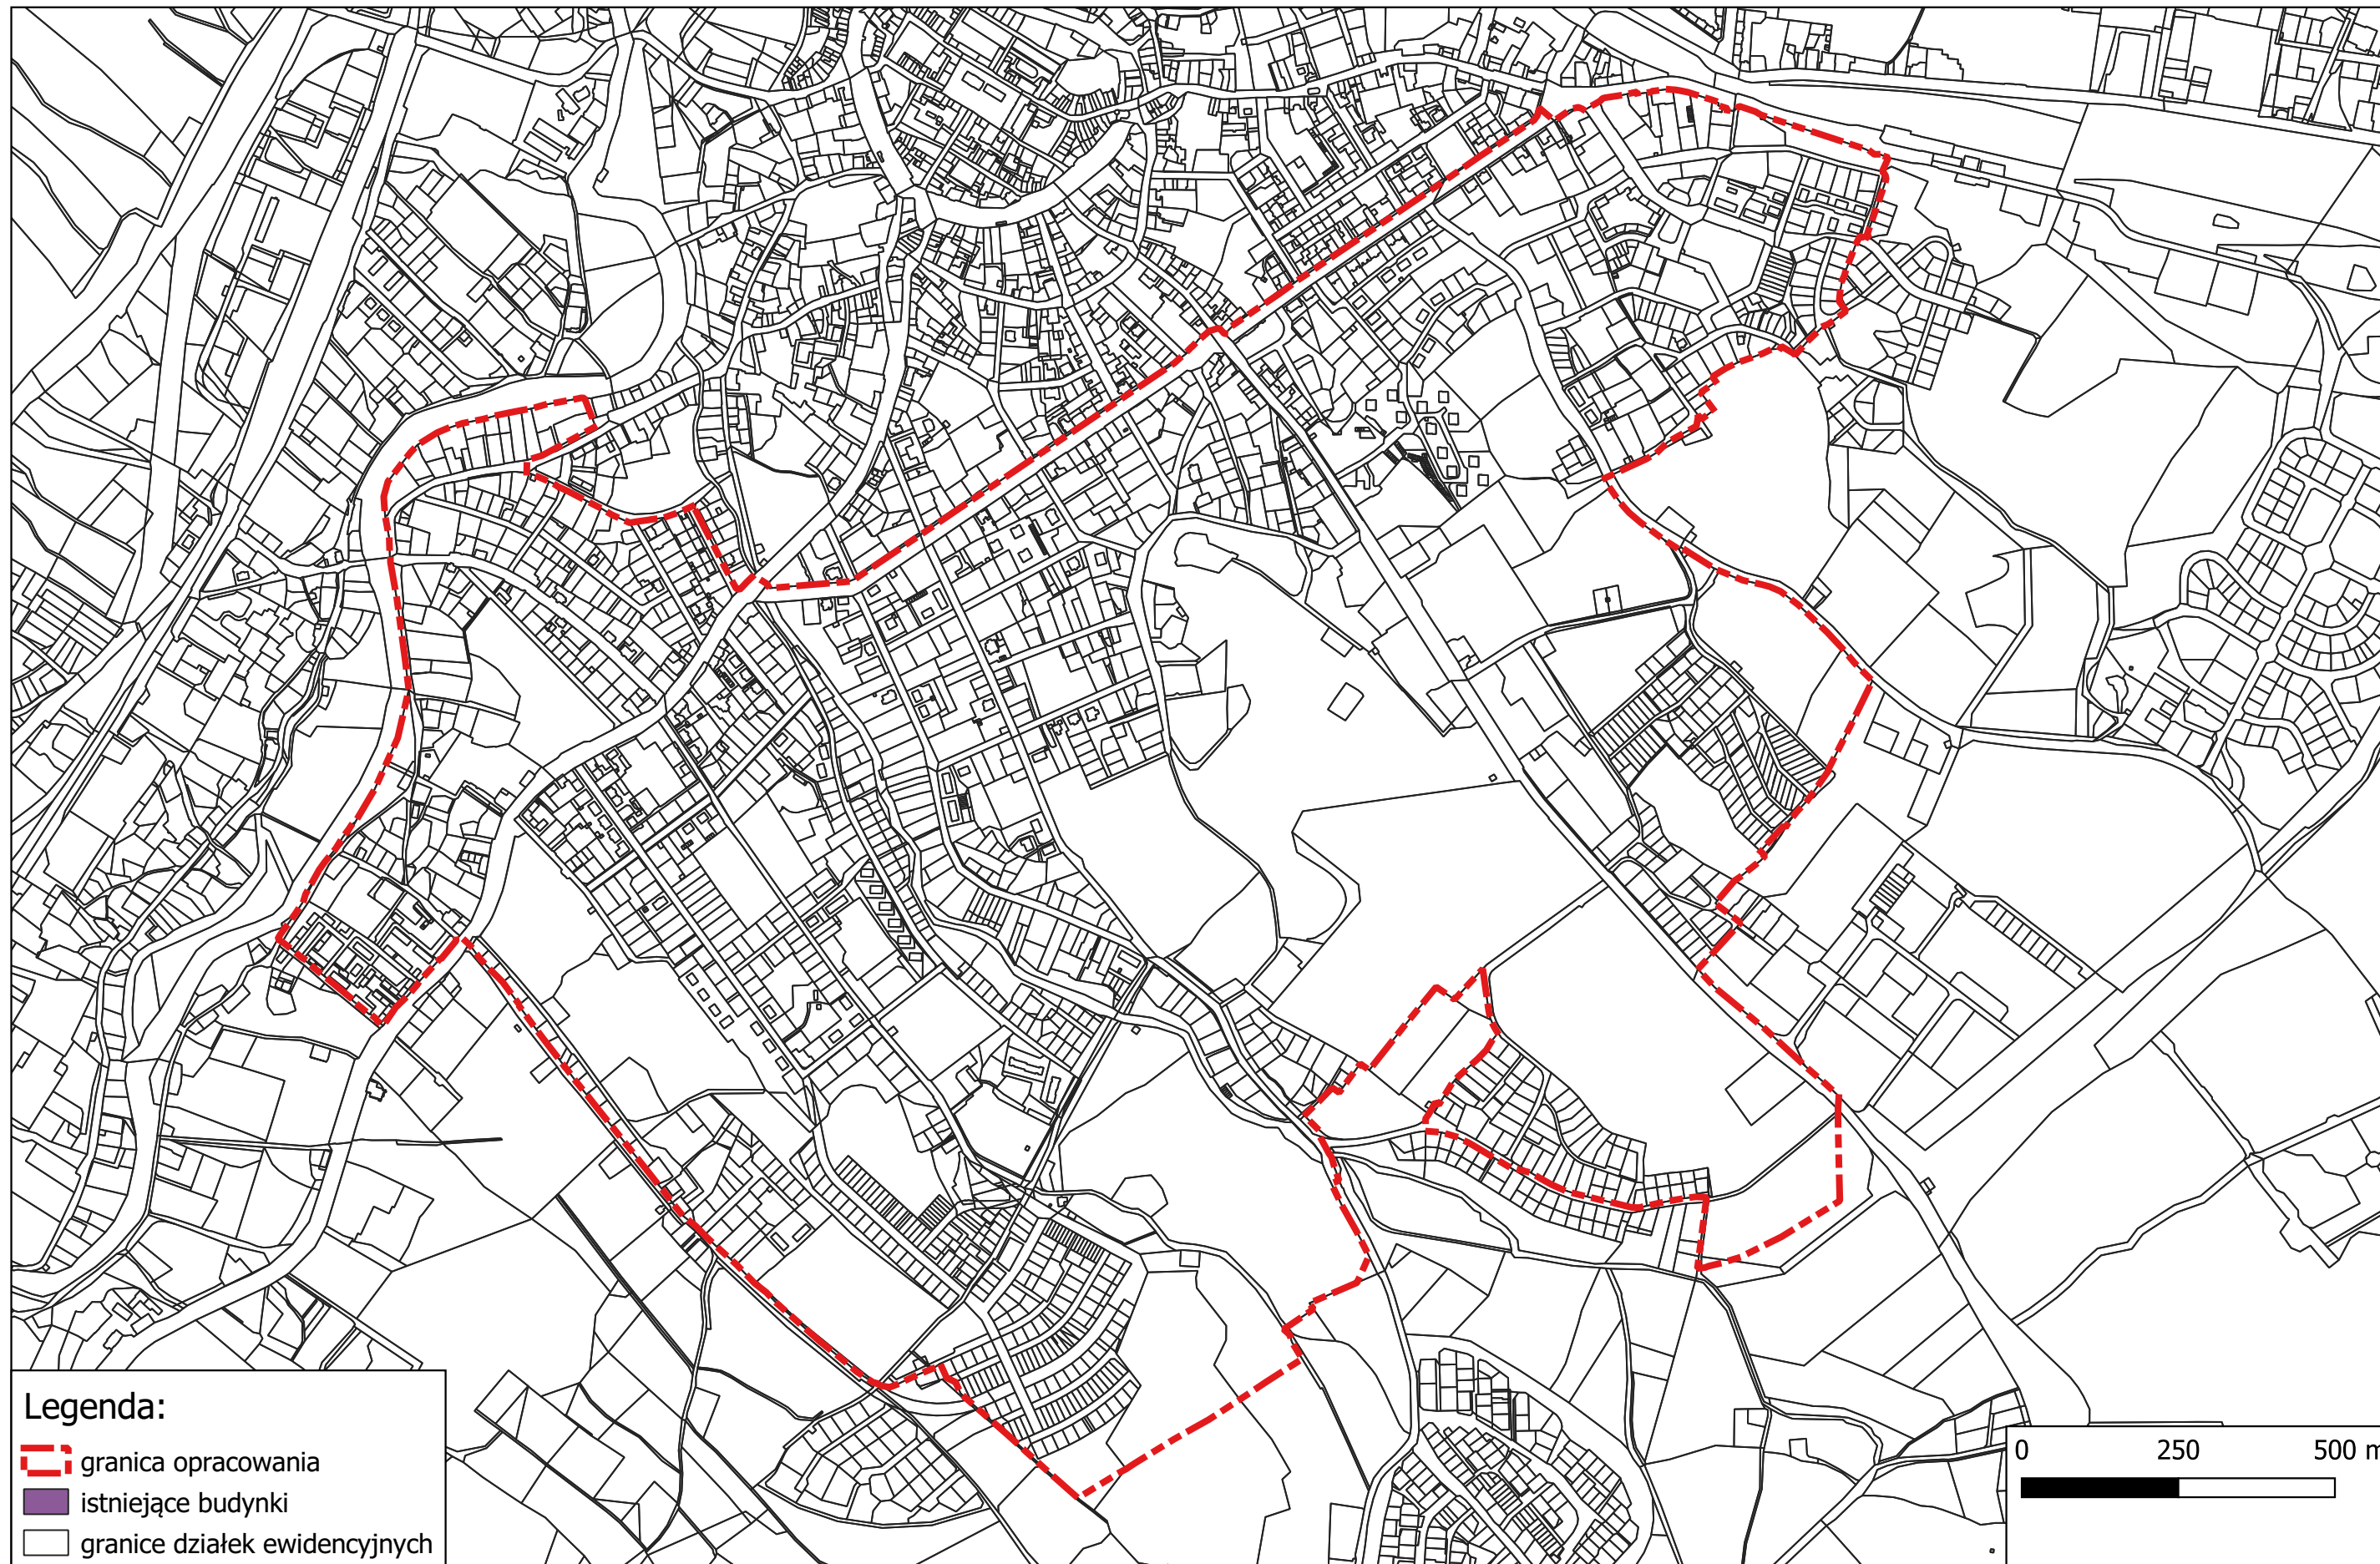 Legenda:
granica opracowania
istniejące budynki
granice działek ewidencyjnych
0 250 500 m